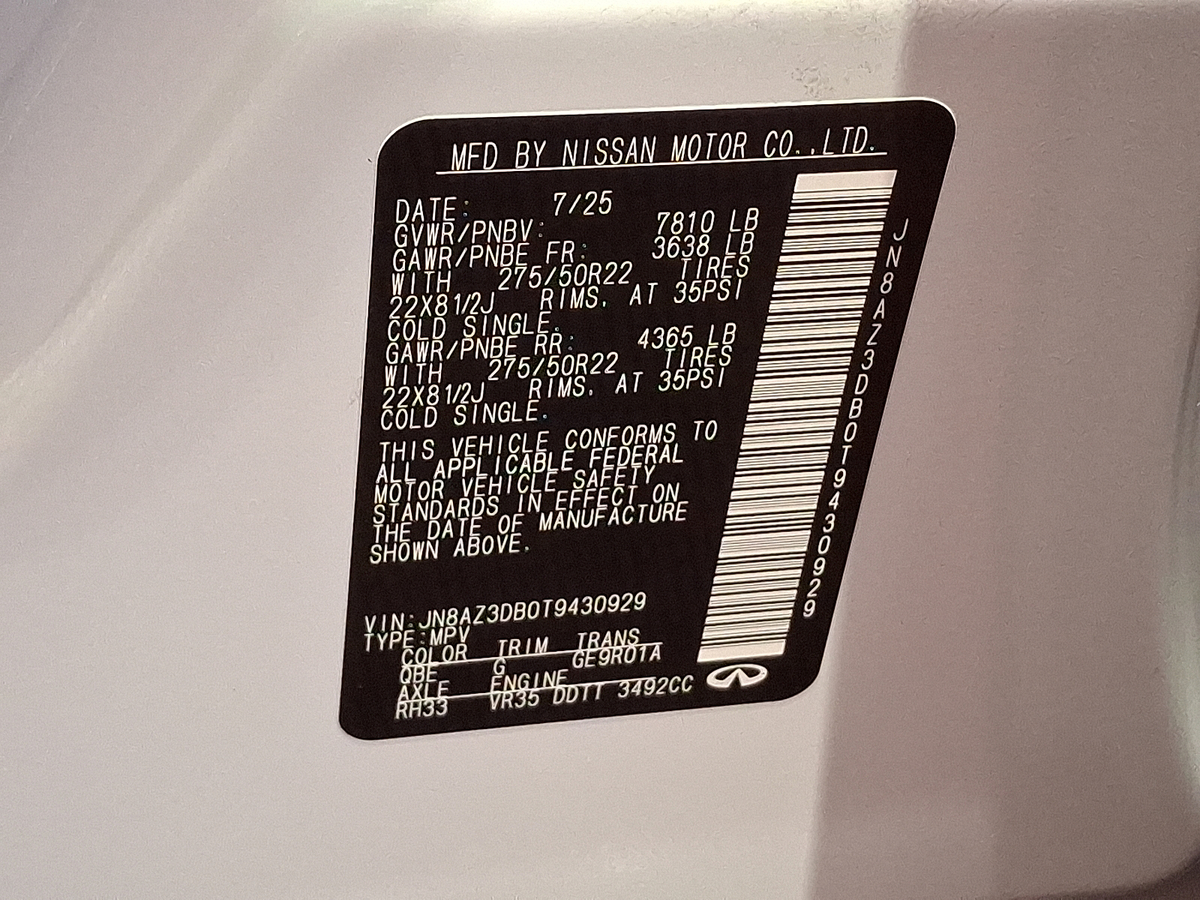 MFD BY NISSAN MOTOR CO.,LTD.
DATE: 7/25
GVWR/PNBV: 7810 LB
GAWR/PNBE FR: 3638 LB
WITH 275/50R22 TIRES
22X81/2J RIMS, AT 35PSI
COLD SINGLE.
GAWR/PNBE RR: 4365 LB
WITH 275/50R22 TIRES
22X81/2J RIMS, AT 35PSI
COLD SINGLE.
THIS VEHICLE CONFORMS TO
ALL APPLICABLE FEDERAL
MOTOR VEHICLE SAFETY
STANDARDS IN EFFECT ON
THE DATE OF MANUFACTURE
SHOWN ABOVE.
VIN:JN8AZ3DB0T9430929
TYPE:MPV
COLOR TRIM TRANS
QBE G GE9R01A
AXLE ENGINE
RH33 VR35 DDTT 3492CC
JN8AZ3DB0T9430929